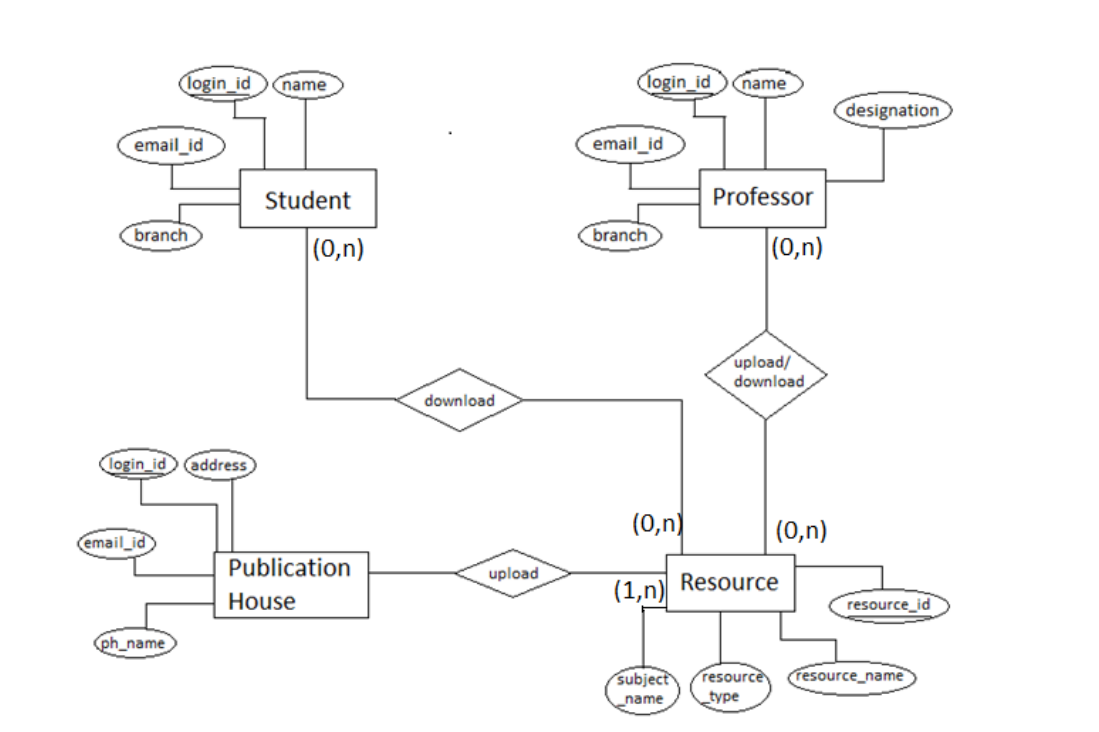 login_id
name
email_id
Student
branch
(0,n)
login_id
name
designation
email_id
Professor
branch
(0,n)
upload/
download
download
login_id
address
email_id
Publication
House
ph_name
upload
(0,n)
(0,n)
(1,n)
Resource
resource_id
subject
_name
resource
_type
resource_name